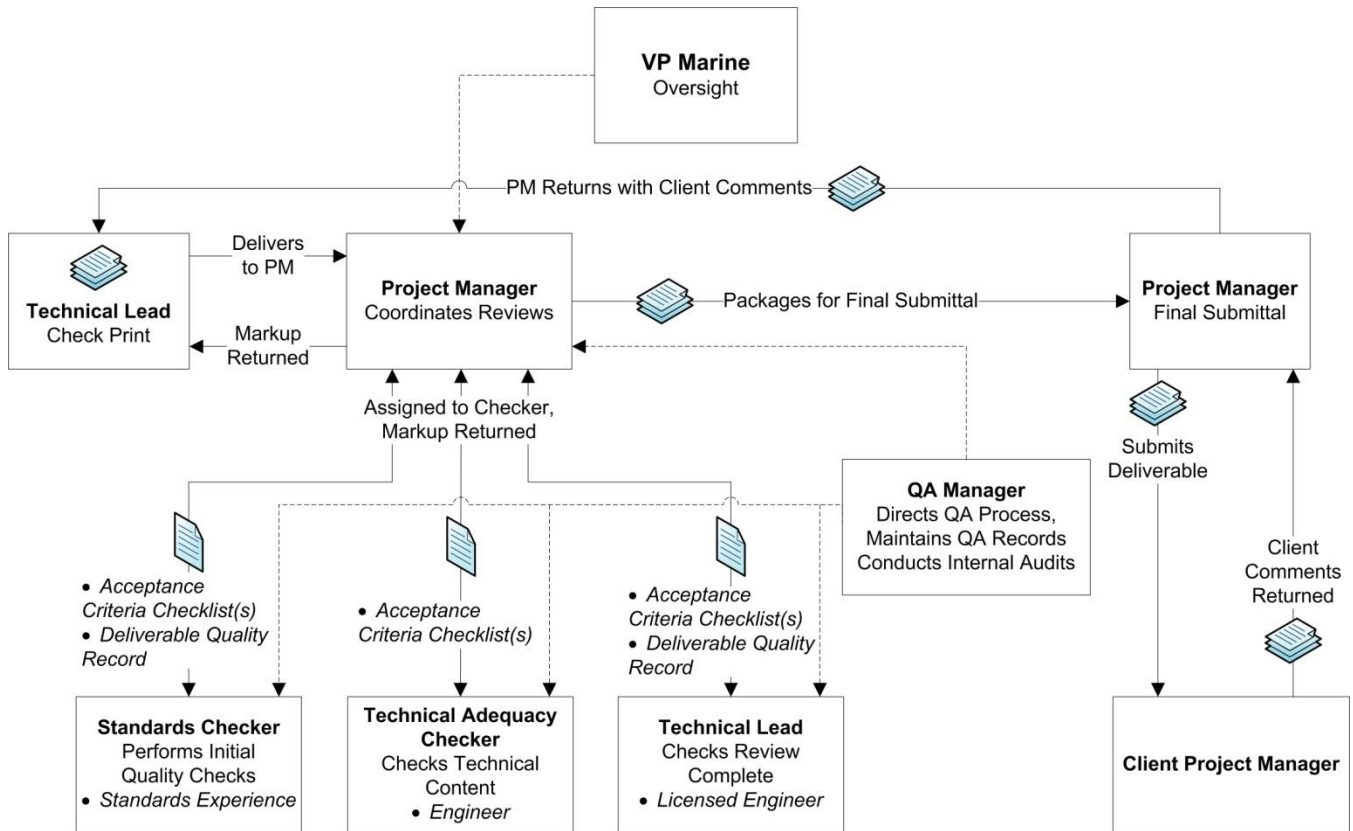 VP Marine
Oversight
PM Returns with Client Comments
Technical Lead
Check Print
Delivers
to PM
Markup
Returned
Project Manager
Coordinates Reviews
Packages for Final Submittal
Project Manager
Final Submittal
Assigned to Checker,
Markup Returned
QA Manager
Directs QA Process,
Maintains QA Records
Conducts Internal Audits
Submits
Deliverable
Client
Comments
Returned
• Acceptance
Criteria Checklist(s)
• Deliverable Quality
Record
• Acceptance
Criteria Checklist(s)
• Acceptance
Criteria Checklist(s)
• Deliverable Quality
Record
Standards Checker
Performs Initial
Quality Checks
• Standards Experience
Technical Adequacy
Checker
Checks Technical
Content
• Engineer
Technical Lead
Checks Review
Complete
• Licensed Engineer
Client Project Manager